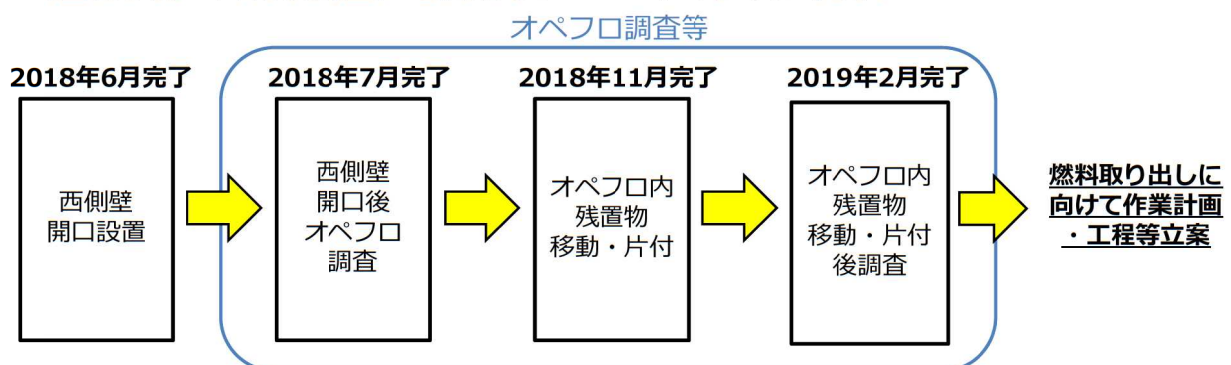 オペフロ調査等
2018年6月完了
西側壁
開口設置
2018年7月完了
西側壁
開口後
オペフロ
調査
2018年11月完了
オペフロ内
残置物
移動・片付
2019年2月完了
オペフロ内
残置物
移動・片付
後調査
燃料取り出しに
向けて作業計画
・工程等立案